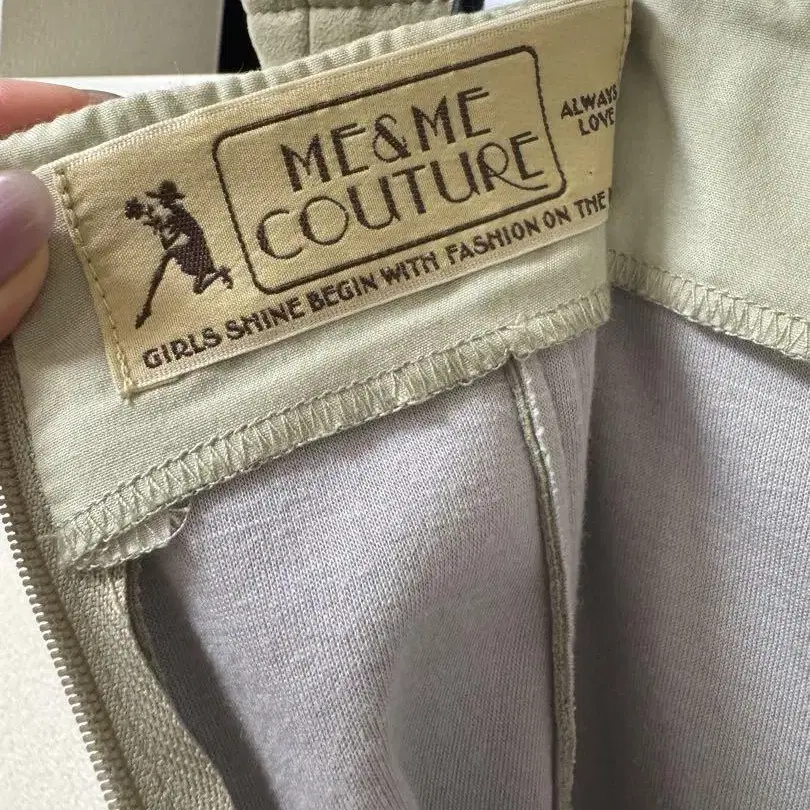 ME&ME
COUTURE
ALWAYS
LOVE
GIRLS SHINE BEGIN WITH FASHION ON THE